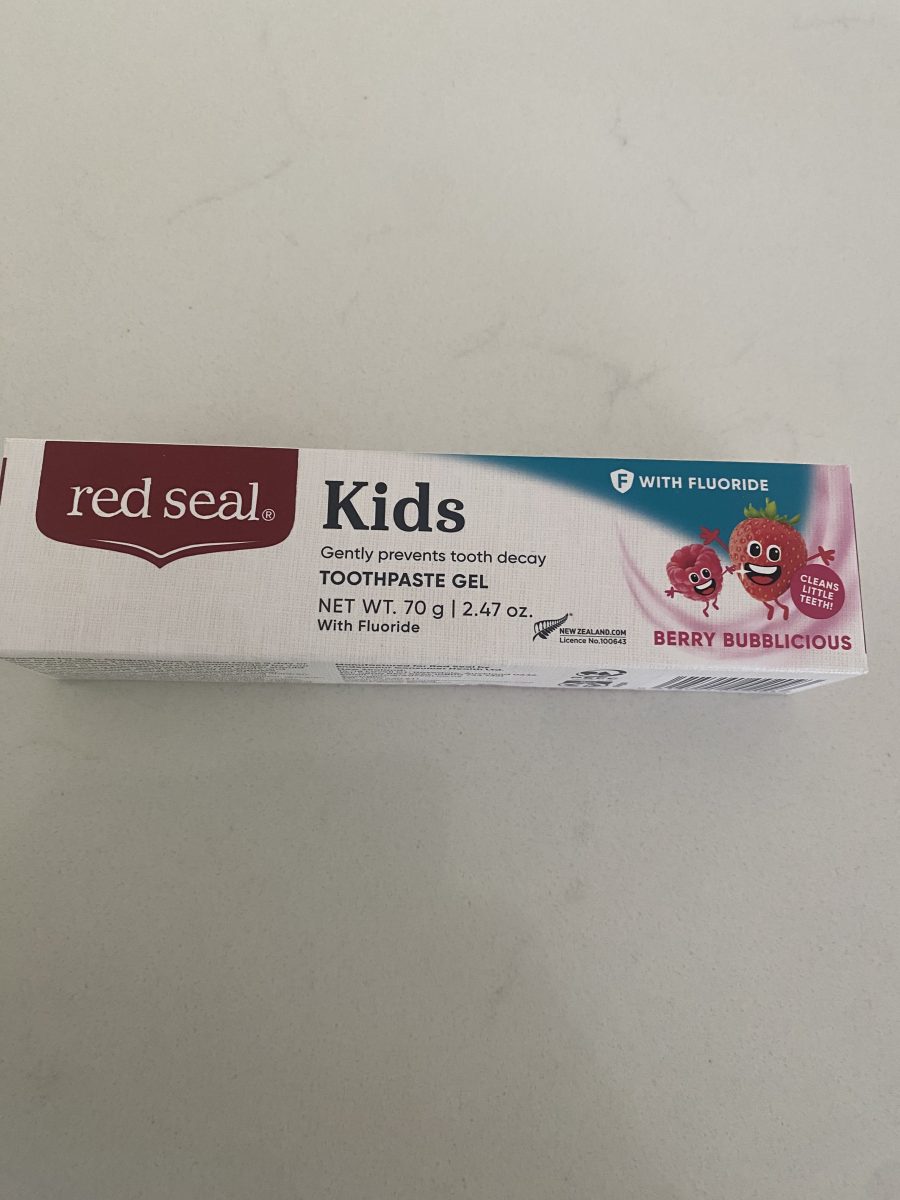 red seal®
Kids
Gently prevents tooth decay
TOOTHPASTE GEL
NET WT. 70 g | 2.47 oz.
With Fluoride
NEW ZEALAND.COM
Licence No.100643
F WITH FLUORIDE
CLEANS
LITTLE
TEETH!
BERRY BUBBLICIOUS